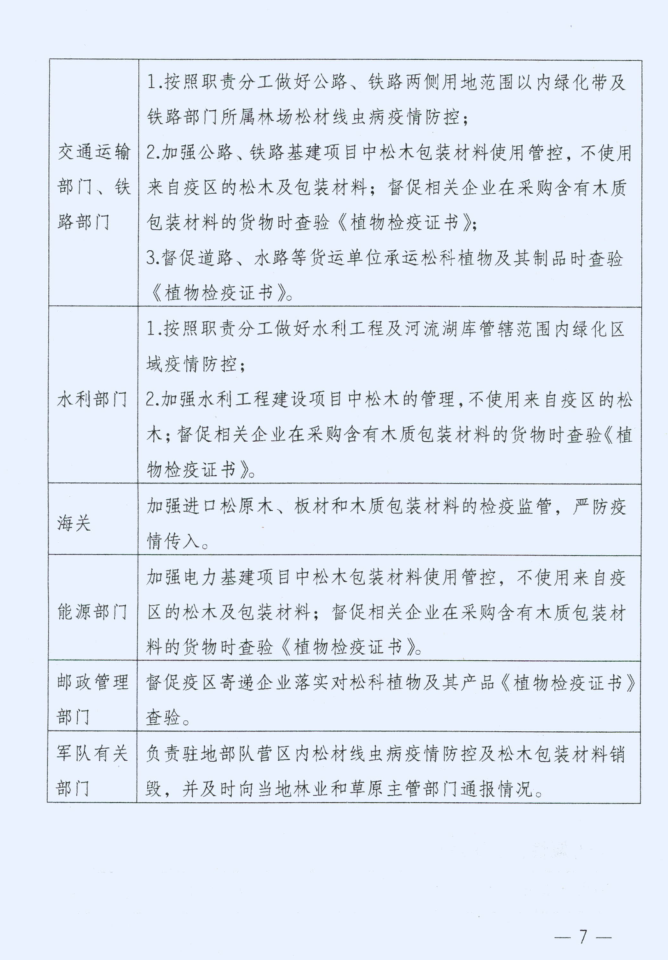 交通运输
部门、铁
路部门
1.按照职责分工做好公路、铁路两侧用地范围以内绿化带及
铁路部门所属林场松材线虫病疫情防控；
2.加强公路、铁路基建项目中松木包装材料使用管控，不使用
来自疫区的松木及包装材料；督促相关企业在采购含有木质
包装材料的货物时查验《植物检疫证书》；
3.督促道路、水路等货运单位承运松科植物及其制品时查验
《植物检疫证书》。
水利部门
1.按照职责分工做好水利工程及河流湖库管辖范围内绿化区
域疫情防控；
2.加强水利工程建设项目中松木的管理，不使用来自疫区的松
木；督促相关企业在采购含有木质包装材料的货物时查验《植
物检疫证书》。
海关
加强进口松原木、板材和木质包装材料的检疫监管，严防疫
情传入。
能源部门
加强电力基建项目中松木包装材料使用管控，不使用来自疫
区的松木及包装材料；督促相关企业在采购含有木质包装材
料的货物时查验《植物检疫证书》。
邮政管理
部门
督促疫区寄递企业落实对松科植物及其产品《植物检疫证书》
查验。
军队有关
部门
负责驻地部队营区内松材线虫病疫情防控及松木包装材料销
毁，并及时向当地林业和草原主管部门通报情况。
— 7 —